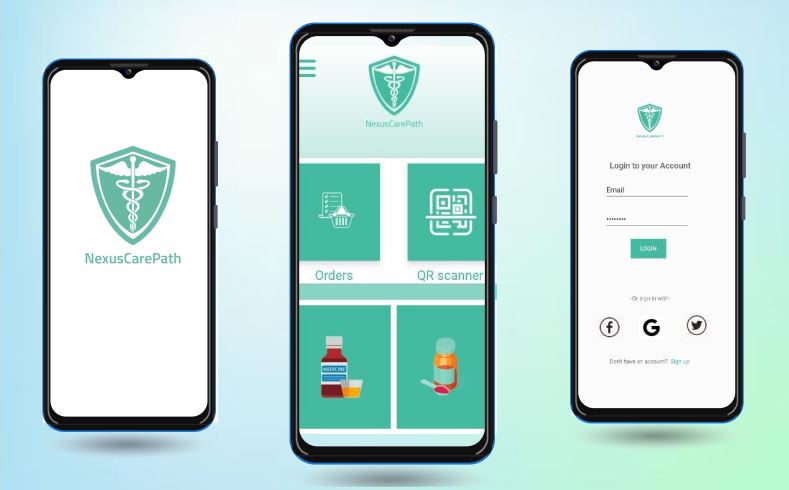 NexusCarePath
NexusCarePath
Orders
QR scanner
MEDICINE
NexusCarePath
Login to your Account
Email
LOGIN
-Or sign in with-
Don't have an account? Sign up